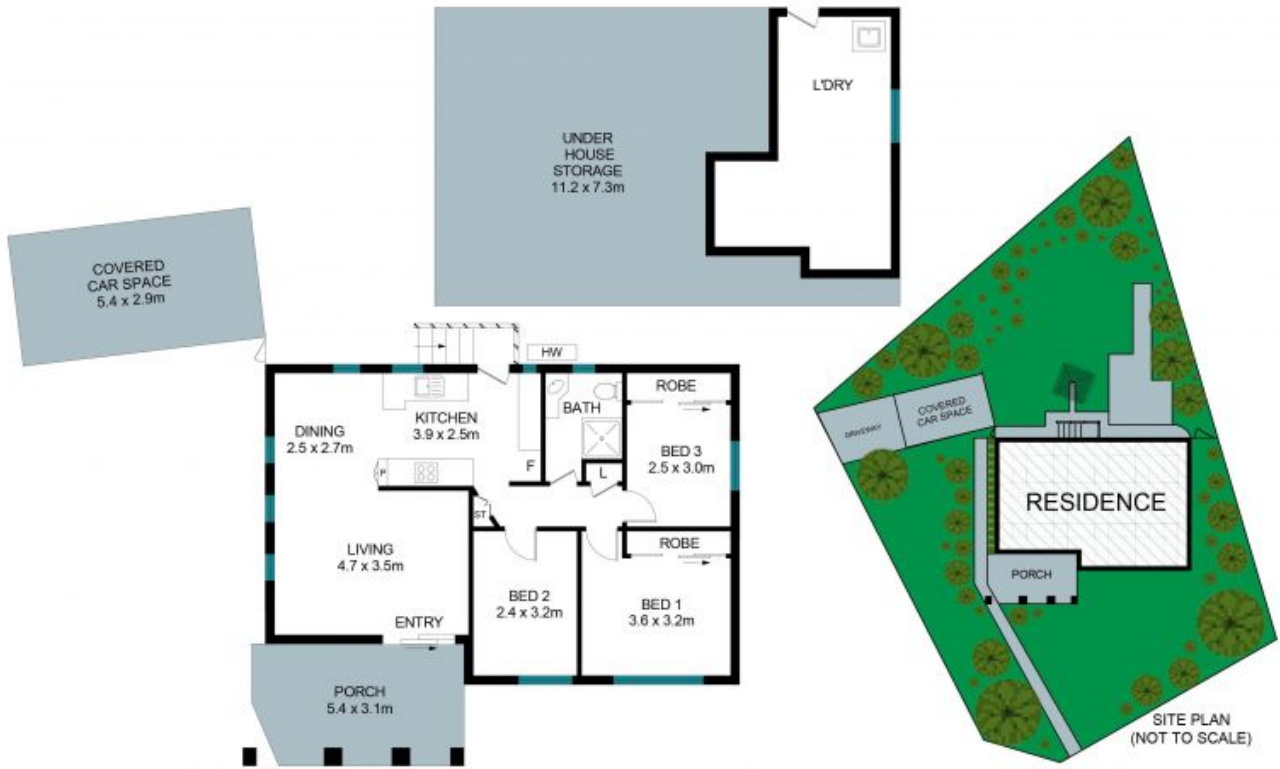 L'DRY
UNDER
HOUSE
STORAGE
11.2 x 7.3m
COVERED
CAR SPACE
5.4 x 2.9m
HW
ROBE
BATH
KITCHEN
3.9 x 2.5m
DINING
2.5 x 2.7m
BED 3
2.5 x 3.0m
F
L
P
ST
LIVING
4.7 x 3.5m
ROBE
BED 2
2.4 x 3.2m
BED 1
3.6 x 3.2m
ENTRY
PORCH
5.4 x 3.1m
COVERED
CAR SPACE
DRIVEWAY
RESIDENCE
PORCH
SITE PLAN
(NOT TO SCALE)